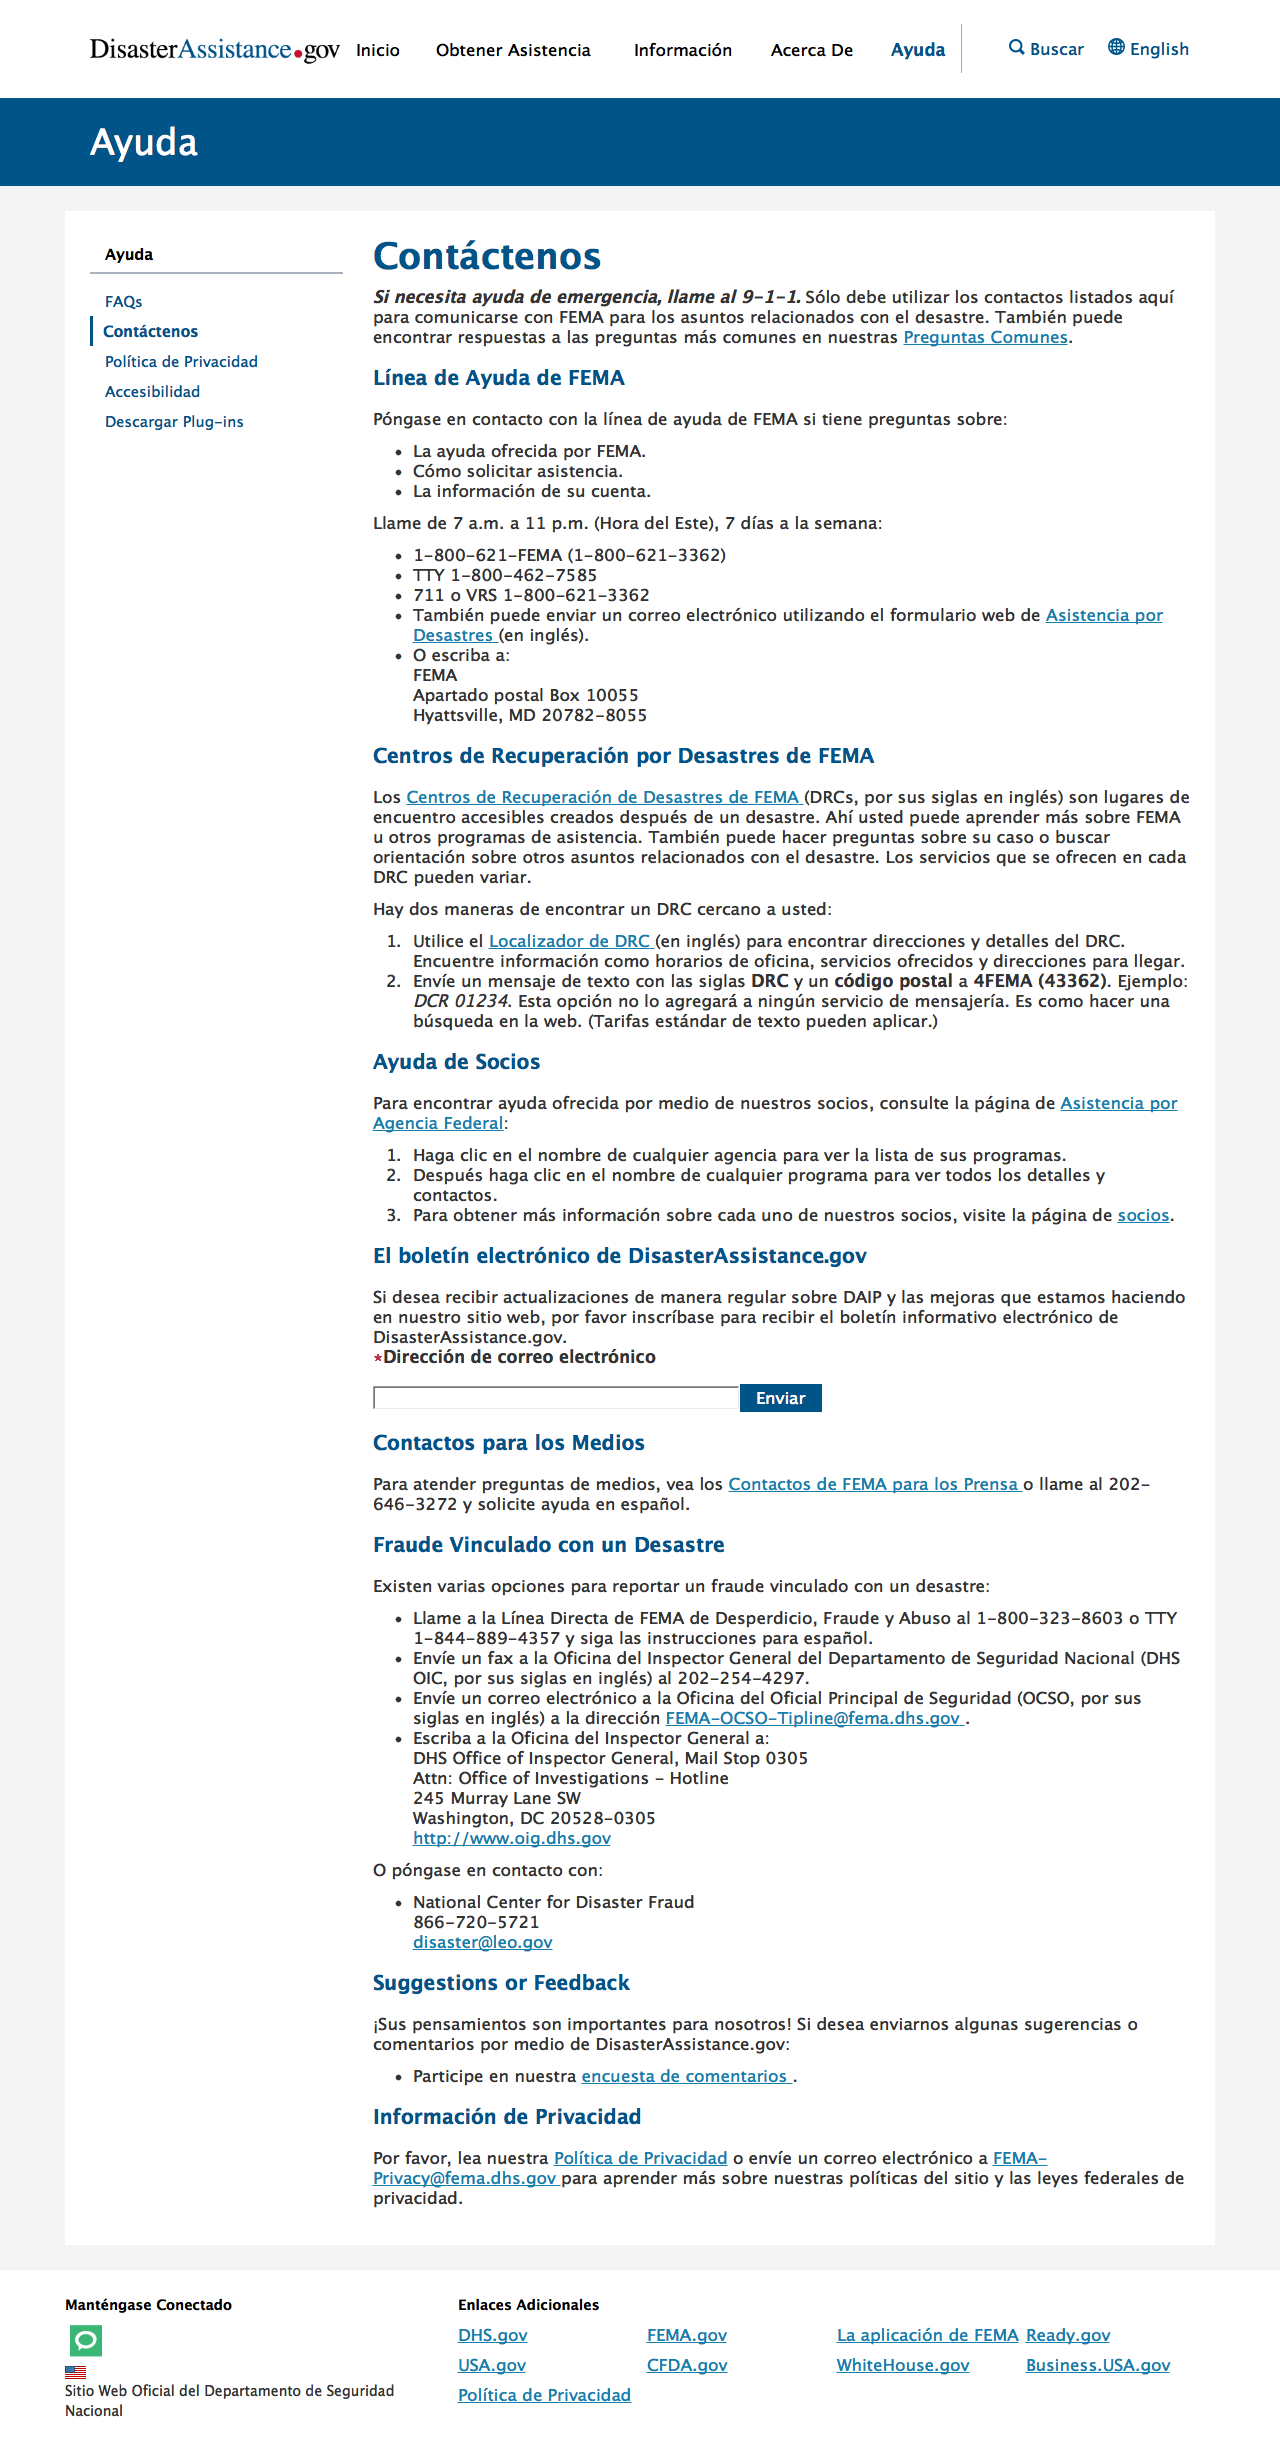 DisasterAssistance.gov
Inicio
Obtener Asistencia
Información
Acerca De
Ayuda
Buscar
English
Ayuda
Ayuda
FAQs
Contáctenos
Política de Privacidad
Accesibilidad
Descargar Plug-ins
Contáctenos
Si necesita ayuda de emergencia, llame al 9-1-1. Sólo debe utilizar los contactos listados aquí
para comunicarse con FEMA para los asuntos relacionados con el desastre. También puede
encontrar respuestas a las preguntas más comunes en nuestras Preguntas Comunes.
Línea de Ayuda de FEMA
Póngase en contacto con la línea de ayuda de FEMA si tiene preguntas sobre:
• La ayuda ofrecida por FEMA.
• Cómo solicitar asistencia.
• La información de su cuenta.
Llame de 7 a.m. a 11 p.m. (Hora del Este), 7 días a la semana:
• 1-800-621-FEMA (1-800-621-3362)
• TTY 1-800-462-7585
• 711 o VRS 1-800-621-3362
• También puede enviar un correo electrónico utilizando el formulario web de Asistencia por
Desastres (en inglés).
• O escriba a:
FEMA
Apartado postal Box 10055
Hyattsville, MD 20782-8055
Centros de Recuperación por Desastres de FEMA
Los Centros de Recuperación de Desastres de FEMA (DRCs, por sus siglas en inglés) son lugares de
encuentro accesibles creados después de un desastre. Ahí usted puede aprender más sobre FEMA
u otros programas de asistencia. También puede hacer preguntas sobre su caso o buscar
orientación sobre otros asuntos relacionados con el desastre. Los servicios que se ofrecen en cada
DRC pueden variar.
Hay dos maneras de encontrar un DRC cercano a usted:
1. Utilice el Localizador de DRC (en inglés) para encontrar direcciones y detalles del DRC.
Encuentre información como horarios de oficina, servicios ofrecidos y direcciones para llegar.
2. Envíe un mensaje de texto con las siglas DRC y un código postal a 4FEMA (43362). Ejemplo:
DCR 01234. Esta opción no lo agregará a ningún servicio de mensajería. Es como hacer una
búsqueda en la web. (Tarifas estándar de texto pueden aplicar.)
Ayuda de Socios
Para encontrar ayuda ofrecida por medio de nuestros socios, consulte la página de Asistencia por
Agencia Federal:
1. Haga clic en el nombre de cualquier agencia para ver la lista de sus programas.
2. Después haga clic en el nombre de cualquier programa para ver todos los detalles y
contactos.
3. Para obtener más información sobre cada uno de nuestros socios, visite la página de socios.
El boletín electrónico de DisasterAssistance.gov
Si desea recibir actualizaciones de manera regular sobre DAIP y las mejoras que estamos haciendo
en nuestro sitio web, por favor inscríbase para recibir el boletín informativo electrónico de
DisasterAssistance.gov.
*Dirección de correo electrónico
Enviar
Contactos para los Medios
Para atender preguntas de medios, vea los Contactos de FEMA para los Prensa o llame al 202-
646-3272 y solicite ayuda en español.
Fraude Vinculado con un Desastre
Existen varias opciones para reportar un fraude vinculado con un desastre:
• Llame a la Línea Directa de FEMA de Desperdicio, Fraude y Abuso al 1-800-323-8603 o TTY
1-844-889-4357 y siga las instrucciones para español.
• Envíe un fax a la Oficina del Inspector General del Departamento de Seguridad Nacional (DHS
OIC, por sus siglas en inglés) al 202-254-4297.
• Envíe un correo electrónico a la Oficina del Oficial Principal de Seguridad (OCSO, por sus
siglas en inglés) a la dirección FEMA-OCSO-Tipline@fema.dhs.gov .
• Escriba a la Oficina del Inspector General a:
DHS Office of Inspector General, Mail Stop 0305
Attn: Office of Investigations - Hotline
245 Murray Lane SW
Washington, DC 20528-0305
http://www.oig.dhs.gov
O póngase en contacto con:
• National Center for Disaster Fraud
866-720-5721
disaster@leo.gov
Suggestions or Feedback
¡Sus pensamientos son importantes para nosotros! Si desea enviarnos algunas sugerencias o
comentarios por medio de DisasterAssistance.gov:
• Participe en nuestra encuesta de comentarios .
Información de Privacidad
Por favor, lea nuestra Política de Privacidad o envíe un correo electrónico a FEMA-
Privacy@fema.dhs.gov para aprender más sobre nuestras políticas del sitio y las leyes federales de
privacidad.
Manténgase Conectado
Sitio Web Oficial del Departamento de Seguridad
Nacional
Enlaces Adicionales
DHS.gov
FEMA.gov
La aplicación de FEMA
Ready.gov
USA.gov
CFDA.gov
WhiteHouse.gov
Business.USA.gov
Política de Privacidad